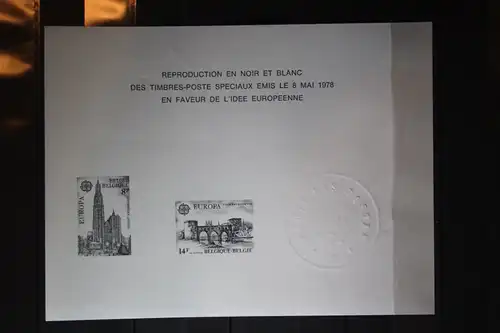 REPRODUCTION EN NOIR ET BLANC
DES TIMBRES-POSTE SPECIAUX EMIS LE 8 MAI 1978
EN FAVEUR DE L'IDEE EUROPEENNE
8F
EUROPA
EUROPA
14F
BELGIQUE-BELGIË